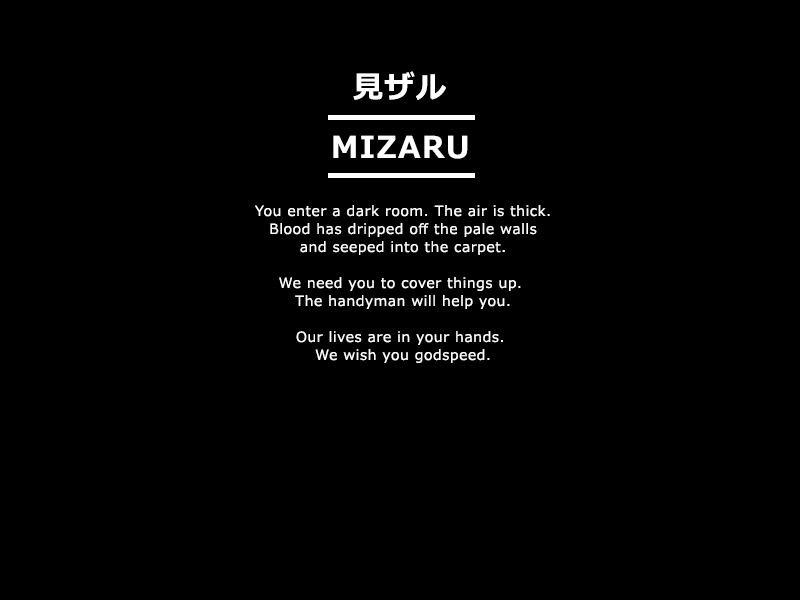 見ザル
MIZARU
You enter a dark room. The air is thick.
Blood has dripped off the pale walls
and seeped into the carpet.
We need you to cover things up.
The handyman will help you.
Our lives are in your hands.
We wish you godspeed.